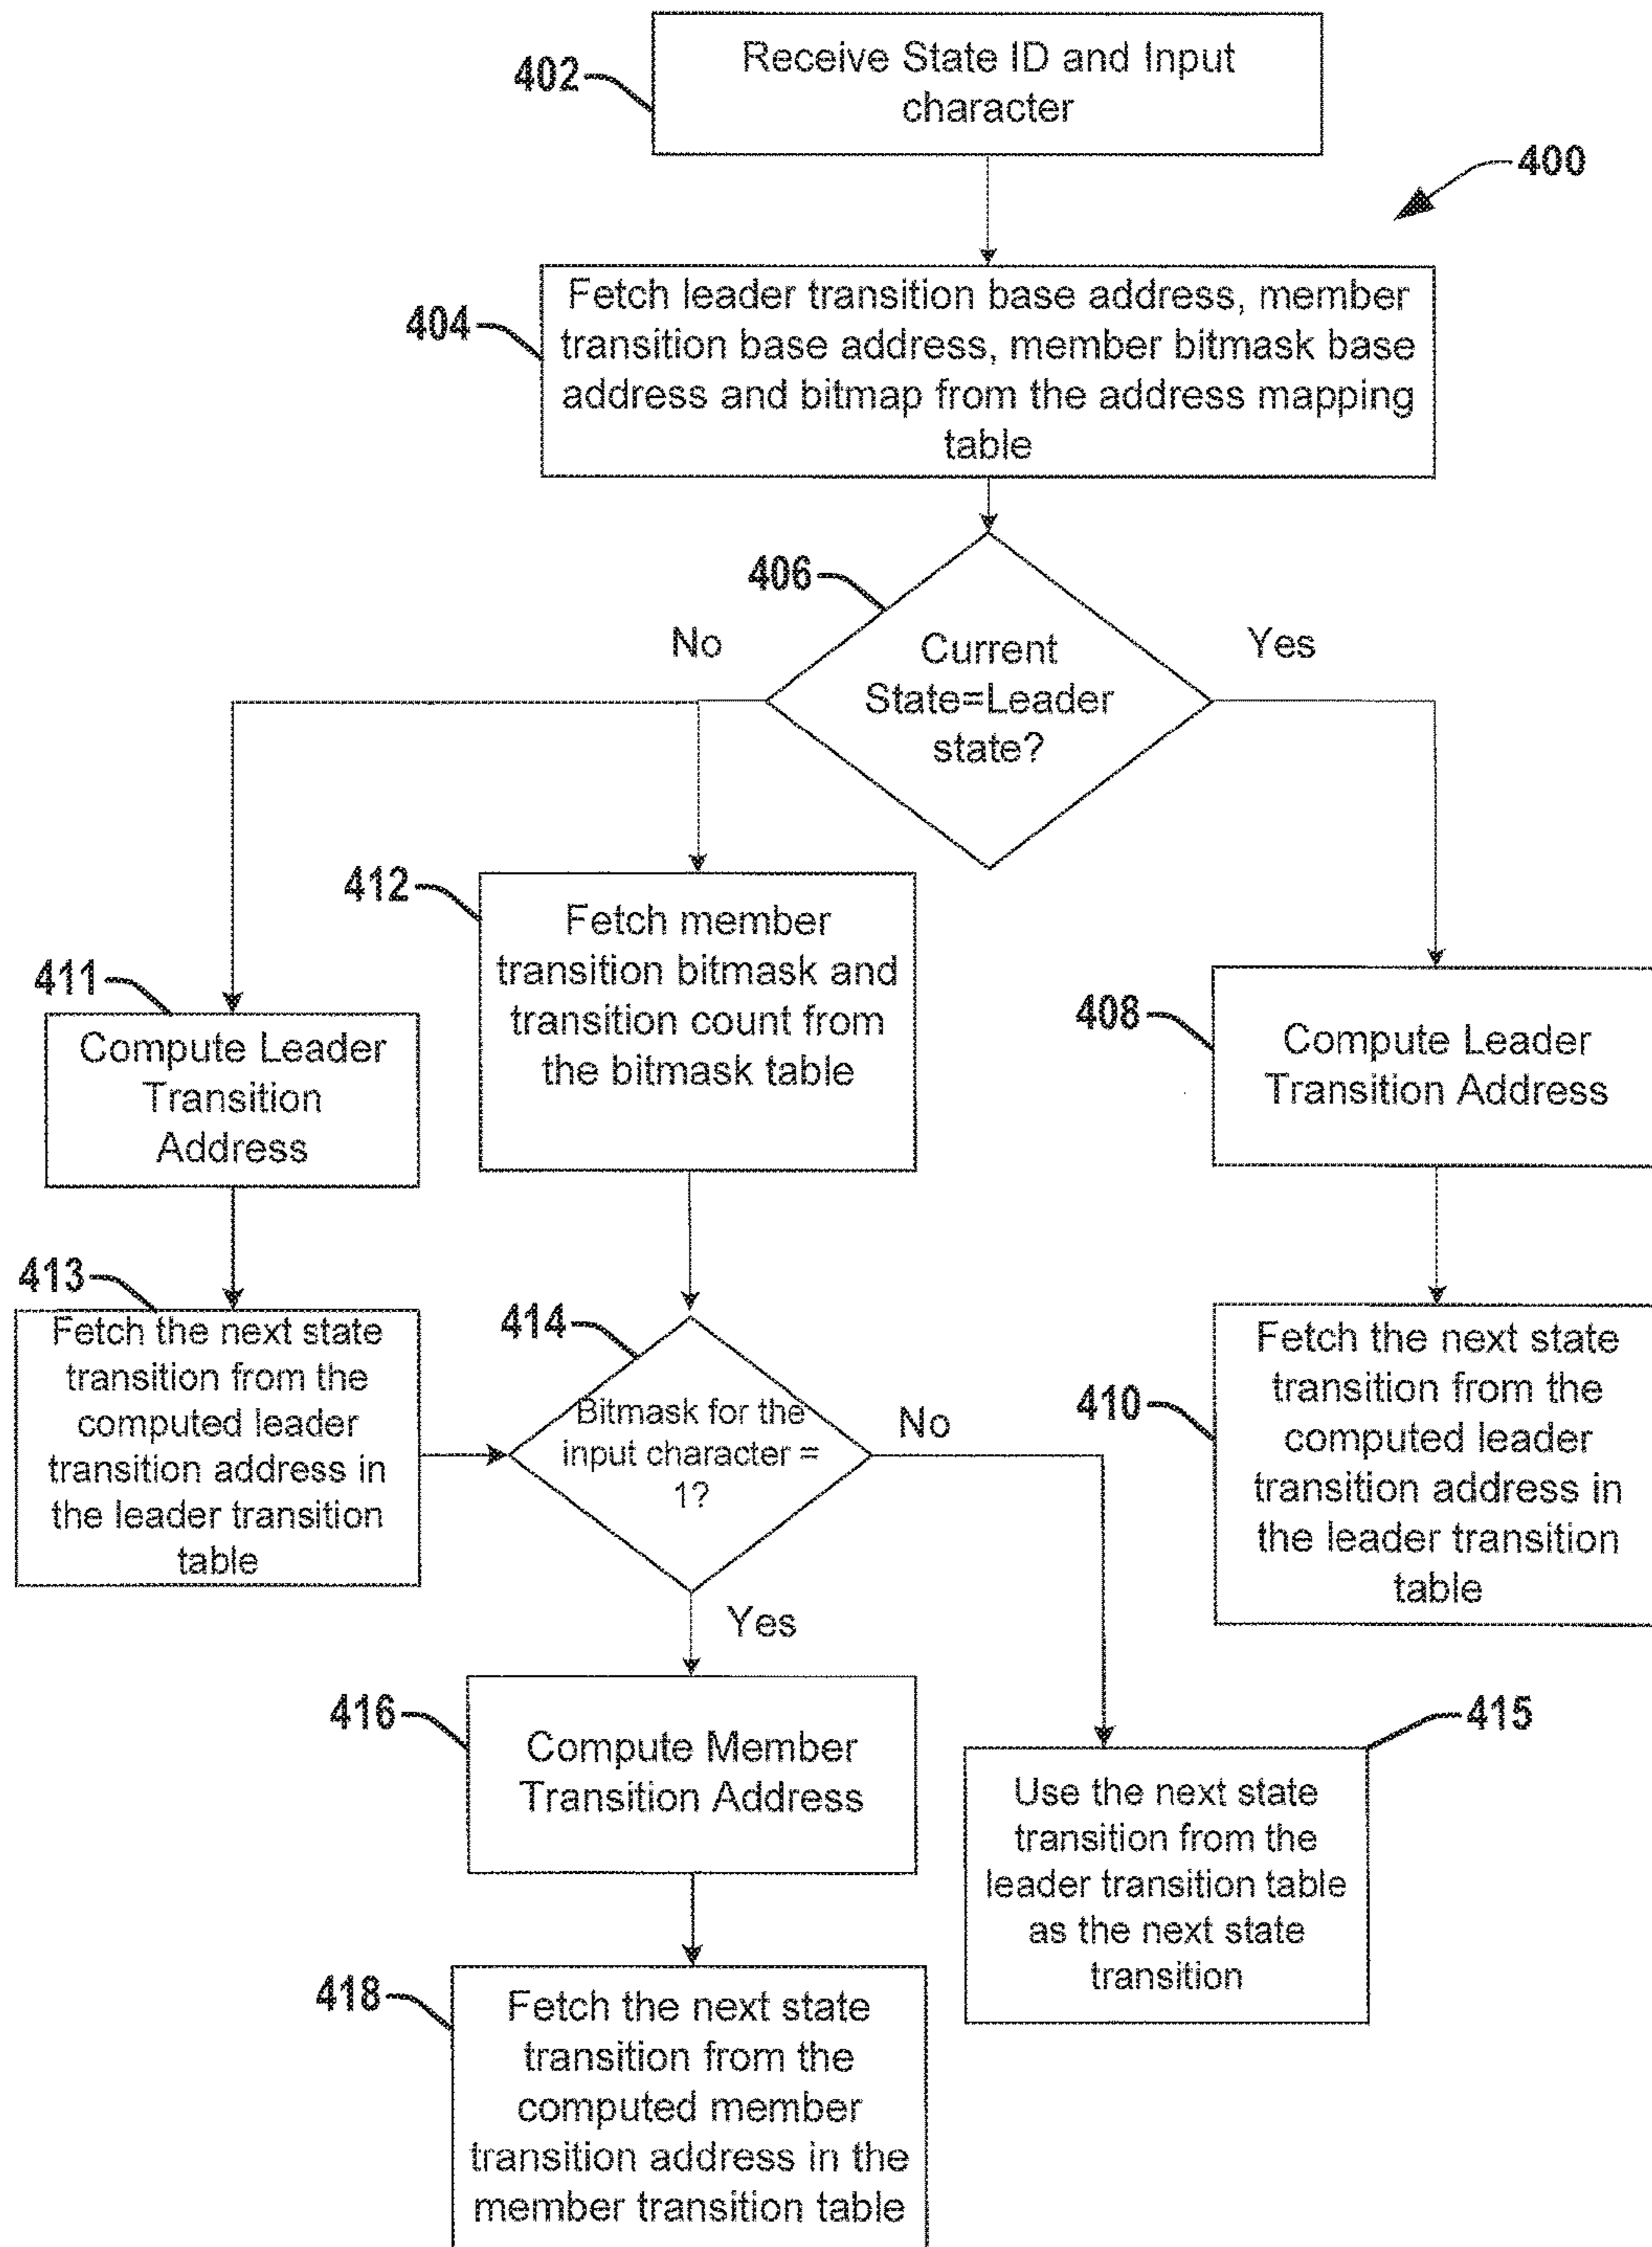 402
Receive State ID and Input
character
400
404
Fetch leader transition base address, member
transition base address, member bitmask base
address and bitmap from the address mapping
table
406
No
Current
State=Leader
state?
Yes
412
Fetch member
transition bitmask and
transition count from
the bitmask table
411
Compute Leader
Transition
Address
408
Compute Leader
Transition Address
413
Fetch the next state
transition from the
computed leader
transition address in
the leader transition
table
414
Bitmask for the
input character =
1?
No
Yes
410
Fetch the next state
transition from the
computed leader
transition address in
the leader transition
table
416
Compute Member
Transition Address
415
Use the next state
transition from the
leader transition table
as the next state
transition
418
Fetch the next state
transition from the
computed member
transition address in the
member transition table